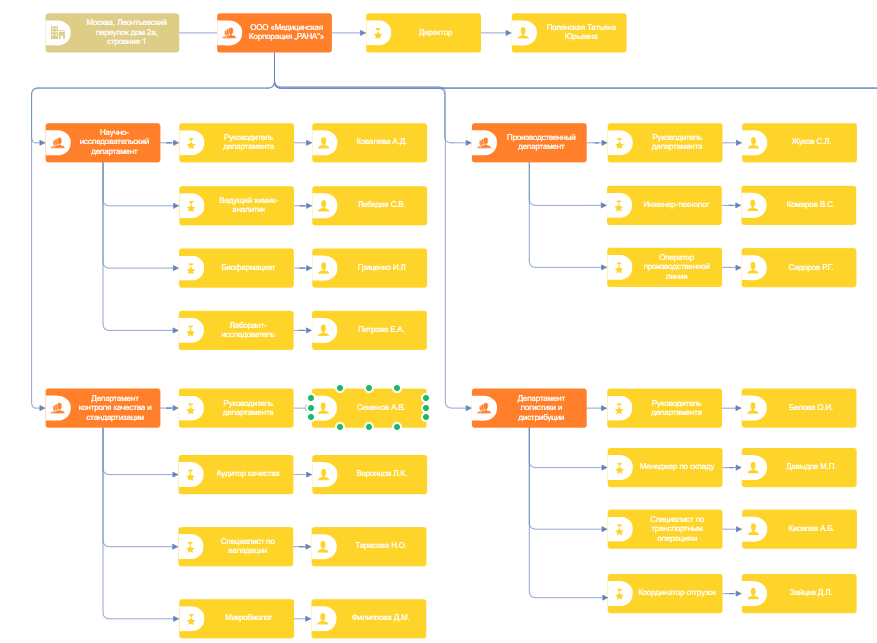 Москва, Леонтьевский
переулок дом 2а,
строение 1
ООО «Медицинская
Корпорация „РАНА“»
Директор
Полянская Татьяна
Юрьевна
Научно-
исследовательский
департамент
Руководитель
департамента
Ковалева А.Д.
Ведущий химик-
аналитик
Лебедев С.В.
Биофармацевт
Гриценко И.Л
Лаборант-
исследователь
Петрова Е.А.
Производственный
департамент
Руководитель
департамента
Жуков С.Л.
Инженер-технолог
Комаров В.С.
Оператор
производственной
линии
Сидоров Р.Г.
Департамент
контроля качества и
стандартизации
Руководитель
департамента
Семенов А.В.
Аудитор качества
Воронцов Л.К.
Специалист по
валидации
Тарасова Н.О.
Микробиолог
Филиппова Д.М.
Департамент
логистики и
дистрибуции
Руководитель
департамента
Белова О.И.
Менеджер по складу
Давыдов М.П.
Специалист по
транспортным
операциям
Киселев А.Б.
Координатор отгрузок
Зайцев Д.Л.